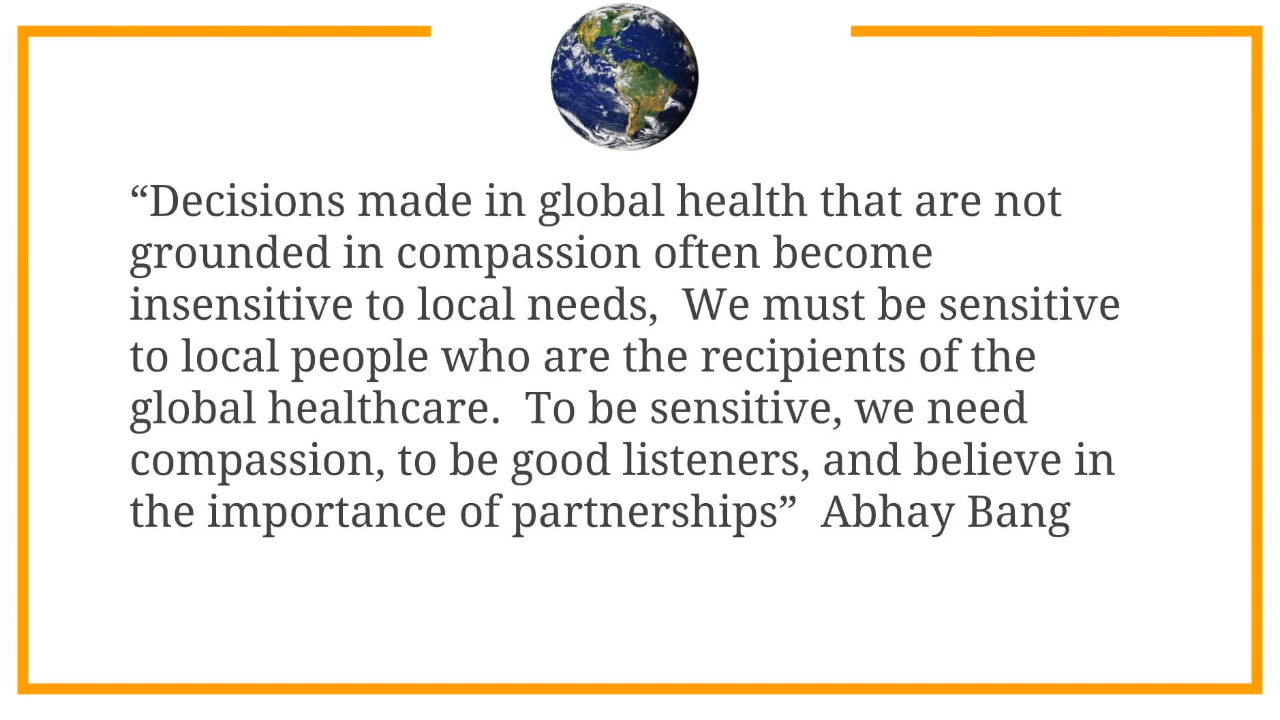 “Decisions made in global health that are not
grounded in compassion often become
insensitive to local needs,  We must be sensitive
to local people who are the recipients of the
global healthcare.  To be sensitive, we need
compassion, to be good listeners, and believe in
the importance of partnerships”  Abhay Bang